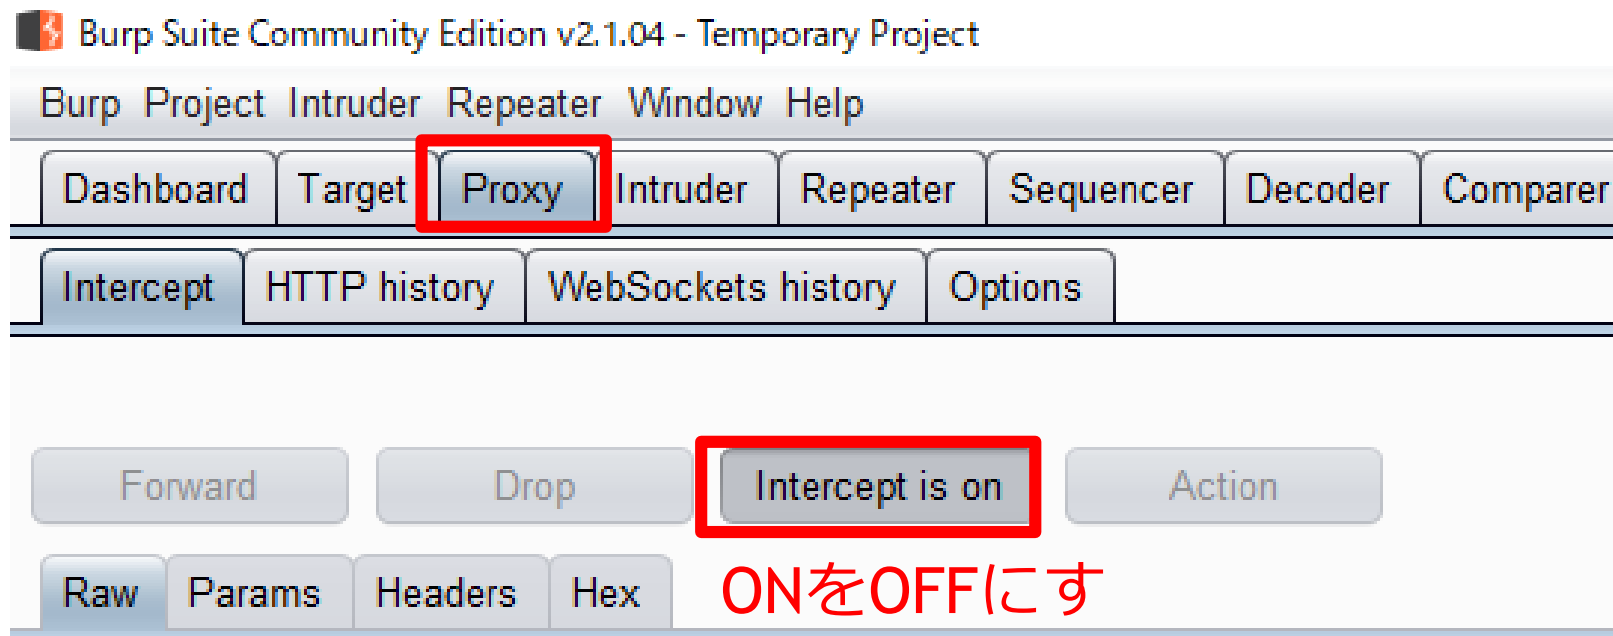 Burp Suite Community Edition v2.1.04 - Temporary Project
Burp Project Intruder Repeater Window Help
Dashboard Target Proxy Intruder Repeater Sequencer Decoder Comparer
Intercept HTTP history WebSockets history Options
Forward Drop Intercept is on Action
Raw Params Headers Hex
ONをOFFにす